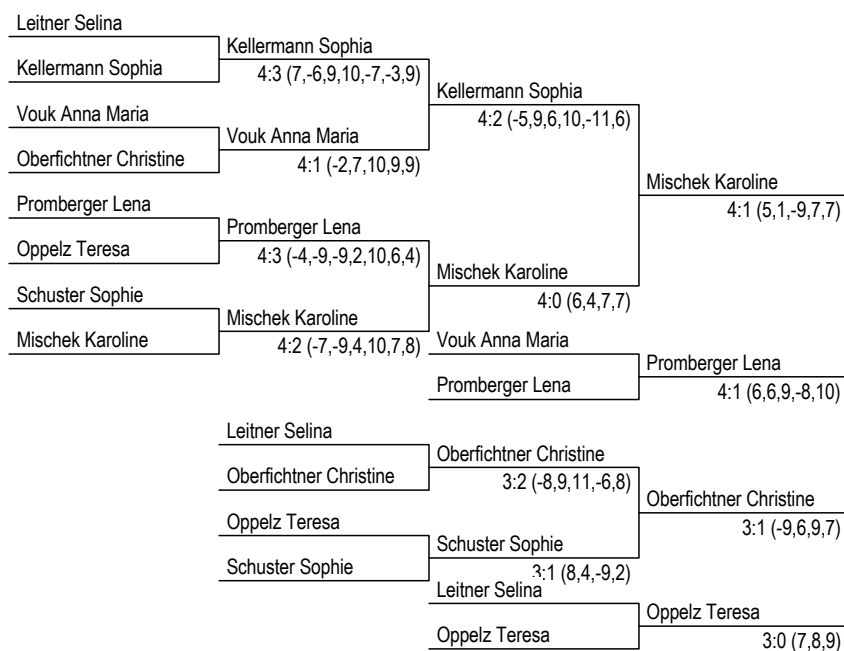 Leitner Selina
Kellermann Sophia
Kellermann Sophia
4:3 (7,-6,9,10,-7,-3,9)
Kellermann Sophia
4:2 (-5,9,6,10,-11,6)
Vouk Anna Maria
Vouk Anna Maria
4:1 (-2,7,10,9,9)
Oberfichtner Christine
Mischek Karoline
4:1 (5,1,-9,7,7)
Promberger Lena
Promberger Lena
4:3 (-4,-9,-9,2,10,6,4)
Oppelz Teresa
Mischek Karoline
4:0 (6,4,7,7)
Schuster Sophie
Mischek Karoline
4:2 (-7,-9,4,10,7,8)
Mischek Karoline
Vouk Anna Maria
Promberger Lena
4:1 (6,6,9,-8,10)
Promberger Lena
Leitner Selina
Oberfichtner Christine
3:2 (-8,9,11,-6,8)
Oberfichtner Christine
Oberfichtner Christine
3:1 (-9,6,9,7)
Oppelz Teresa
Schuster Sophie
3:1 (8,4,-9,2)
Schuster Sophie
Leitner Selina
Oppelz Teresa
3:0 (7,8,9)
Oppelz Teresa